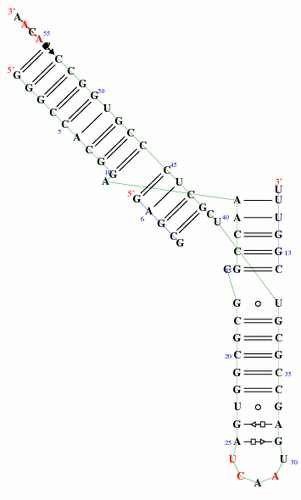 3'
A
A
C 55
A
C
5' C
G G
G G 50
G U
C G
C C
5 A C
C C 45
G U
10 G C
A 5' G G
A C 40
6 G U
A
G
C
3'
A U
A U
C U
C G
G G 13
C
G U
G G
C C
20 G G
C C
G C 35
G G
U A
25 A G
U U 30
C A A A